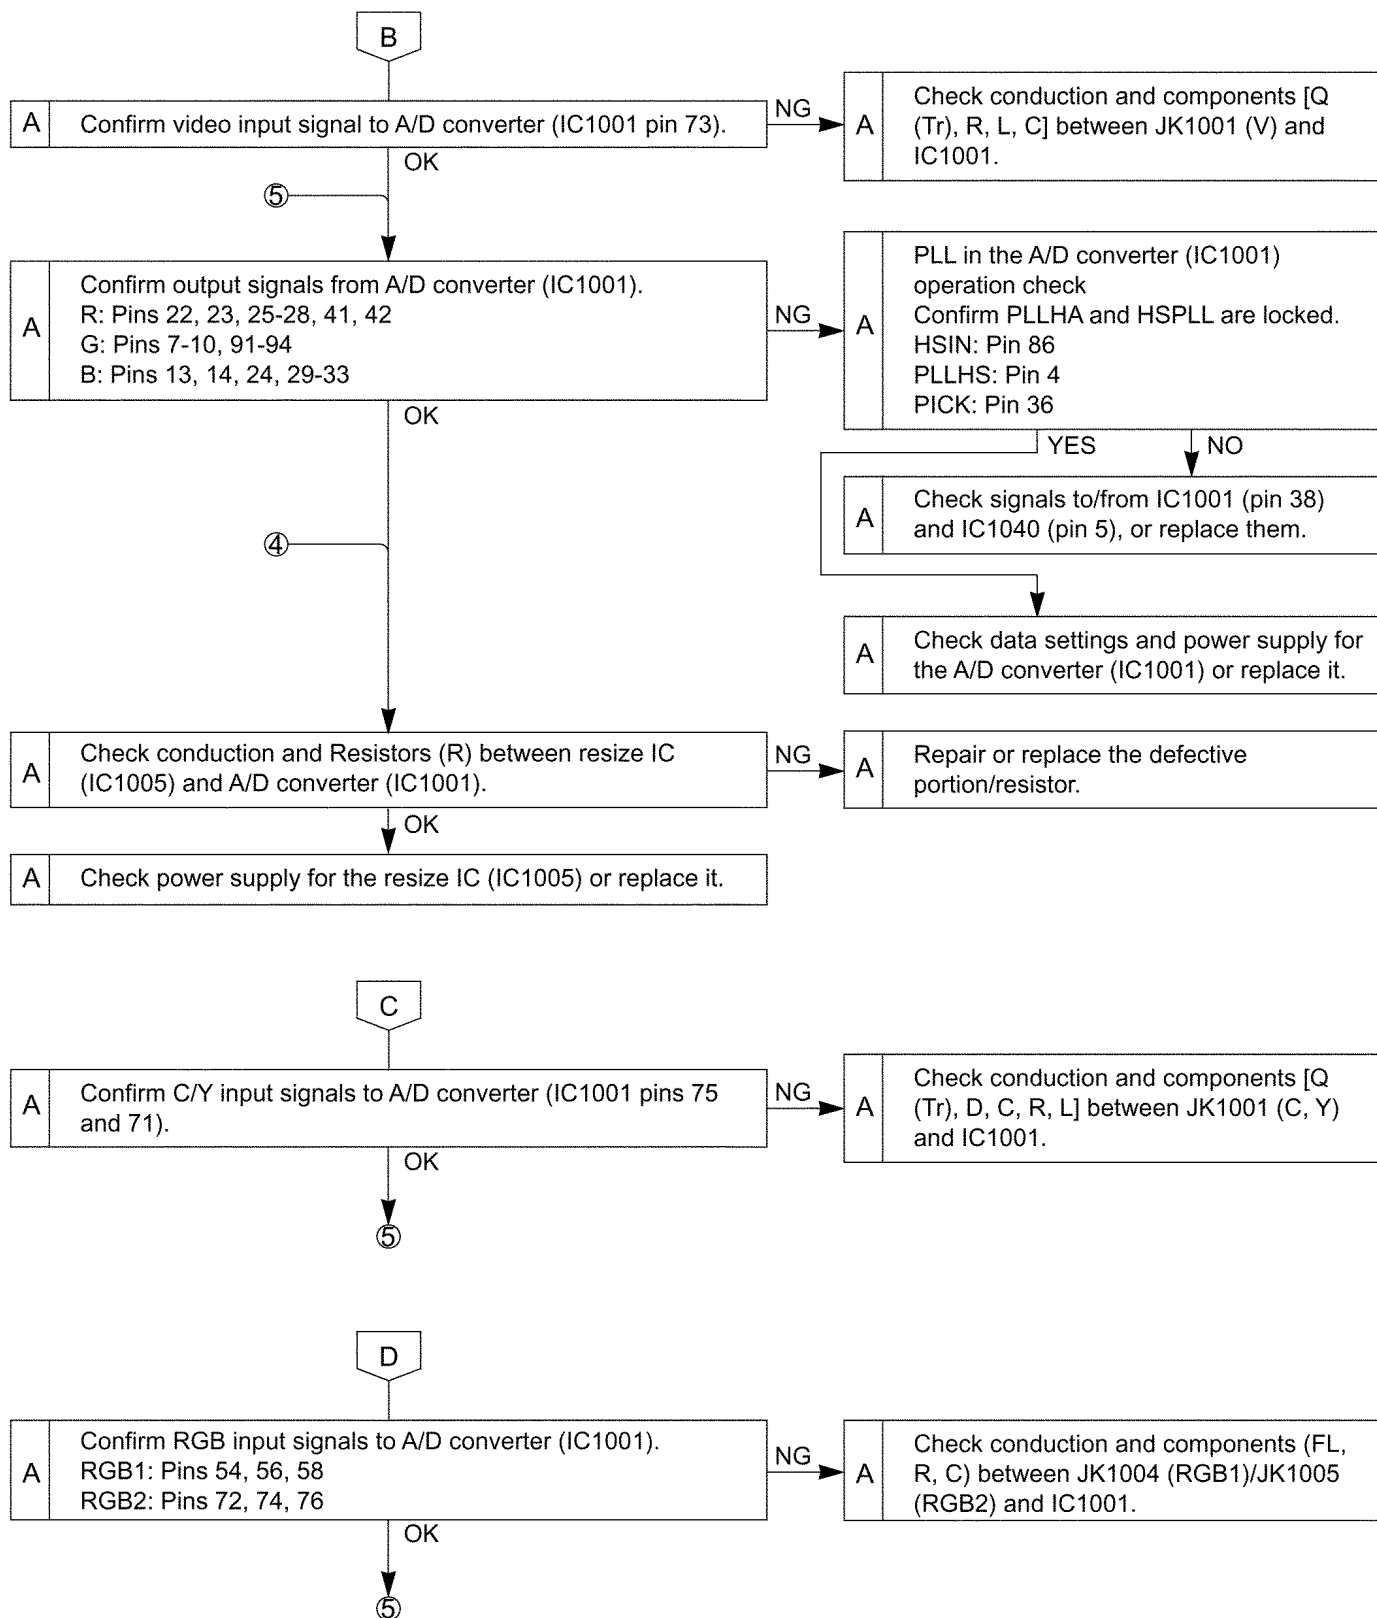 B
A
Confirm video input signal to A/D converter (IC1001 pin 73).
NG
A
Check conduction and components [Q
(Tr), R, L, C] between JK1001 (V) and
IC1001.
OK
⑤
A
Confirm output signals from A/D converter (IC1001).
R: Pins 22, 23, 25-28, 41, 42
G: Pins 7-10, 91-94
B: Pins 13, 14, 24, 29-33
NG
A
PLL in the A/D converter (IC1001)
operation check
Confirm PLLHA and HSPLL are locked.
HSIN: Pin 86
PLLHS: Pin 4
PICK: Pin 36
OK
YES
NO
A
Check signals to/from IC1001 (pin 38)
and IC1040 (pin 5), or replace them.
④
A
Check data settings and power supply for
the A/D converter (IC1001) or replace it.
A
Check conduction and Resistors (R) between resize IC
(IC1005) and A/D converter (IC1001).
NG
A
Repair or replace the defective
portion/resistor.
OK
A
Check power supply for the resize IC (IC1005) or replace it.
C
A
Confirm C/Y input signals to A/D converter (IC1001 pins 75
and 71).
NG
A
Check conduction and components [Q
(Tr), D, C, R, L] between JK1001 (C, Y)
and IC1001.
OK
⑤
D
A
Confirm RGB input signals to A/D converter (IC1001).
RGB1: Pins 54, 56, 58
RGB2: Pins 72, 74, 76
NG
A
Check conduction and components (FL,
R, C) between JK1004 (RGB1)/JK1005
(RGB2) and IC1001.
OK
⑤